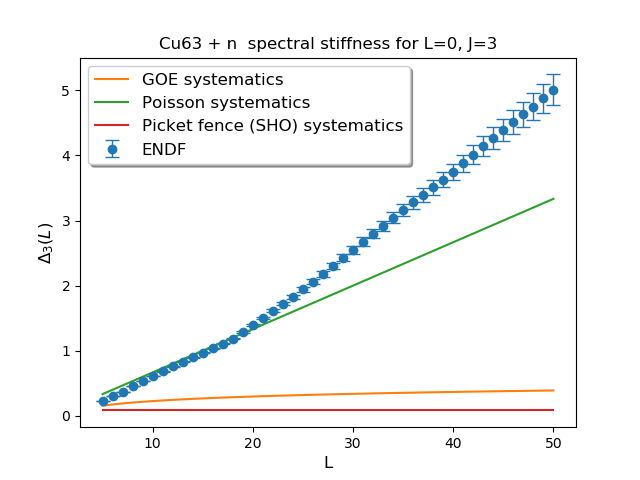 Cu63 + n  spectral stiffness for L=0, J=3
GOE systematics
Poisson systematics
Picket fence (SHO) systematics
ENDF
Δ₃(L)
5
4
3
2
1
0
10
20
30
40
50
L